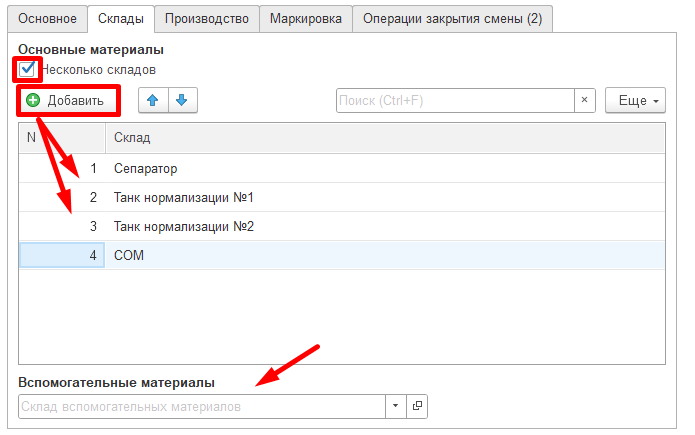 Основное Склады Производство Маркировка Операции закрытия смены (2)
Основные материалы
Несколько складов
Добавить Поиск (Ctrl+F) × Еще
N Склад
1 Сепаратор
2 Танк нормализации №1
3 Танк нормализации №2
4 СОМ
Вспомогательные материалы
Склад вспомогательных материалов